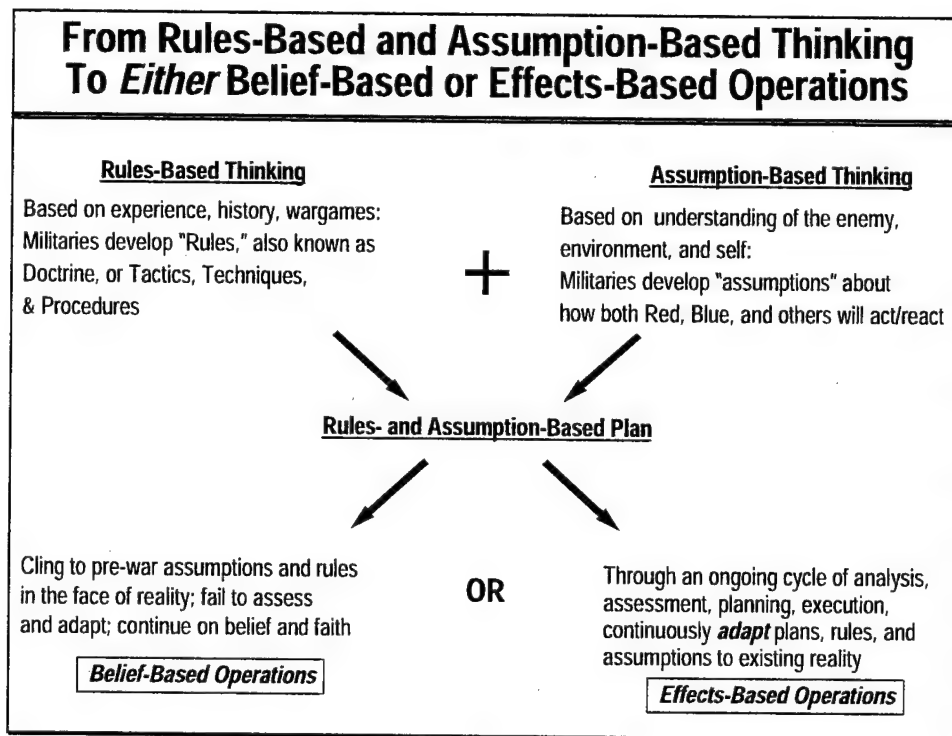 From Rules-Based and Assumption-Based Thinking
To Either Belief-Based or Effects-Based Operations
Rules-Based Thinking
Based on experience, history, wargames:
Militaries develop "Rules," also known as
Doctrine, or Tactics, Techniques,
& Procedures
+
Assumption-Based Thinking
Based on understanding of the enemy,
environment, and self:
Militaries develop "assumptions" about
how both Red, Blue, and others will act/react
Rules- and Assumption-Based Plan
Cling to pre-war assumptions and rules
in the face of reality; fail to assess
and adapt; continue on belief and faith
Belief-Based Operations
OR
Through an ongoing cycle of analysis,
assessment, planning, execution,
continuously adapt plans, rules, and
assumptions to existing reality
Effects-Based Operations